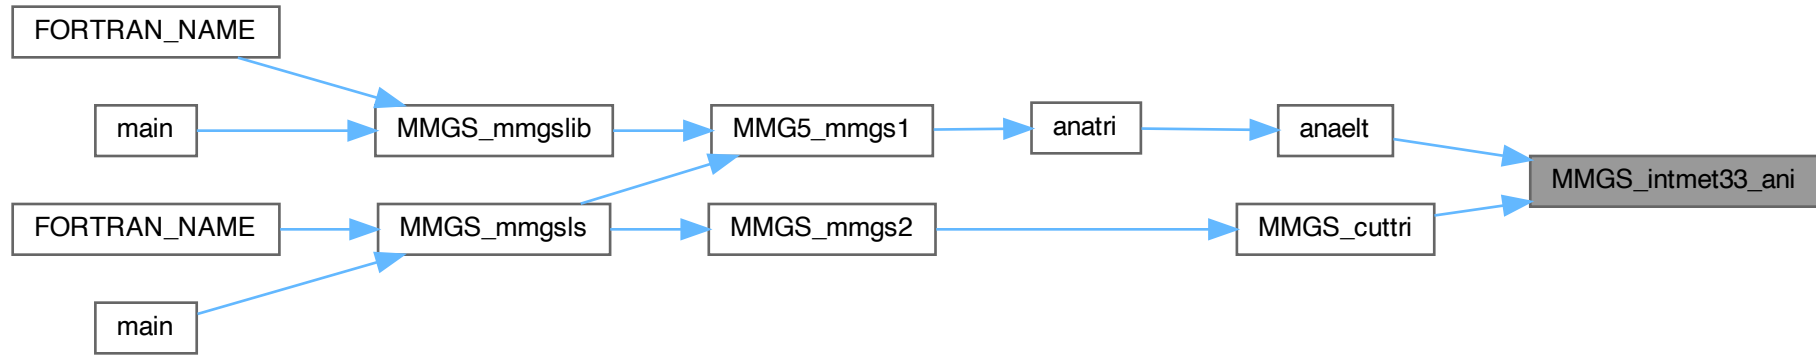 FORTRAN_NAME
main
MMGS_mmgslib
MMG5_mmgs1
anatri
anaelt
MMGS_intmet33_ani
FORTRAN_NAME
MMGS_mmgsls
MMGS_mmgs2
MMGS_cuttri
main